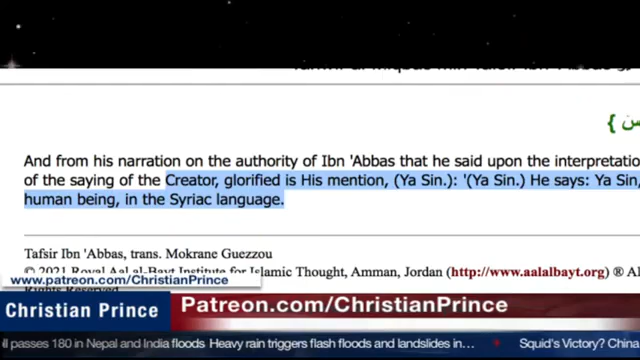 سن }
And from his narration on the authority of Ibn 'Abbas that he said upon the interpretatio
of the saying of the Creator, glorified is His mention, (Ya Sin.): '(Ya Sin.) He says: Ya Sin,
human being, in the Syriac language.
Tafsir Ibn 'Abbas, trans. Mokrane Guezzou
© 2021 Royal Aal al-Bayt Institute for Islamic Thought, Amman, Jordan (http://www.aalalbayt.org) ® Al
www.patreon.com/ChristianPrince
Christian Prince
Patreon.com/ChristianPrince
ll passes 180 in Nepal and India floods Heavy rain triggers flash floods and landslides in...
Squid's Victory? China